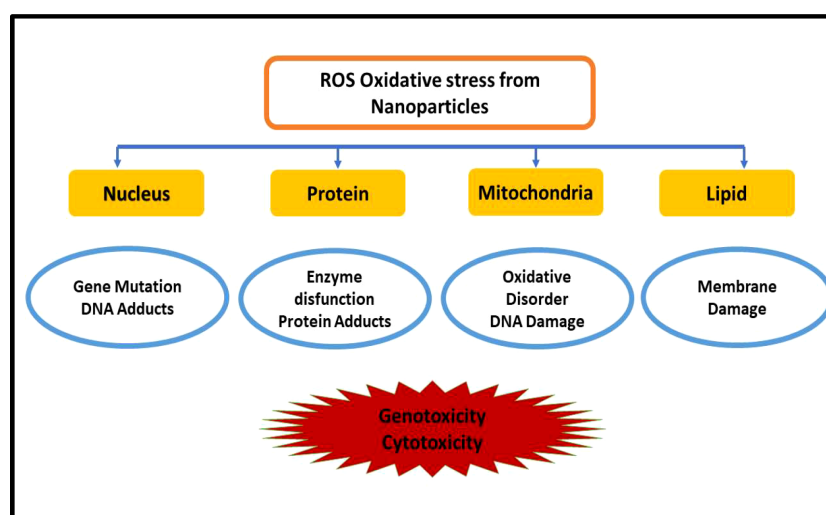 ROS Oxidative stress from
Nanoparticles
Nucleus
Protein
Mitochondria
Lipid
Gene Mutation
DNA Adducts
Enzyme
disfunction
Protein Adducts
Oxidative
Disorder
DNA Damage
Membrane
Damage
Genotoxicity
Cytotoxicity